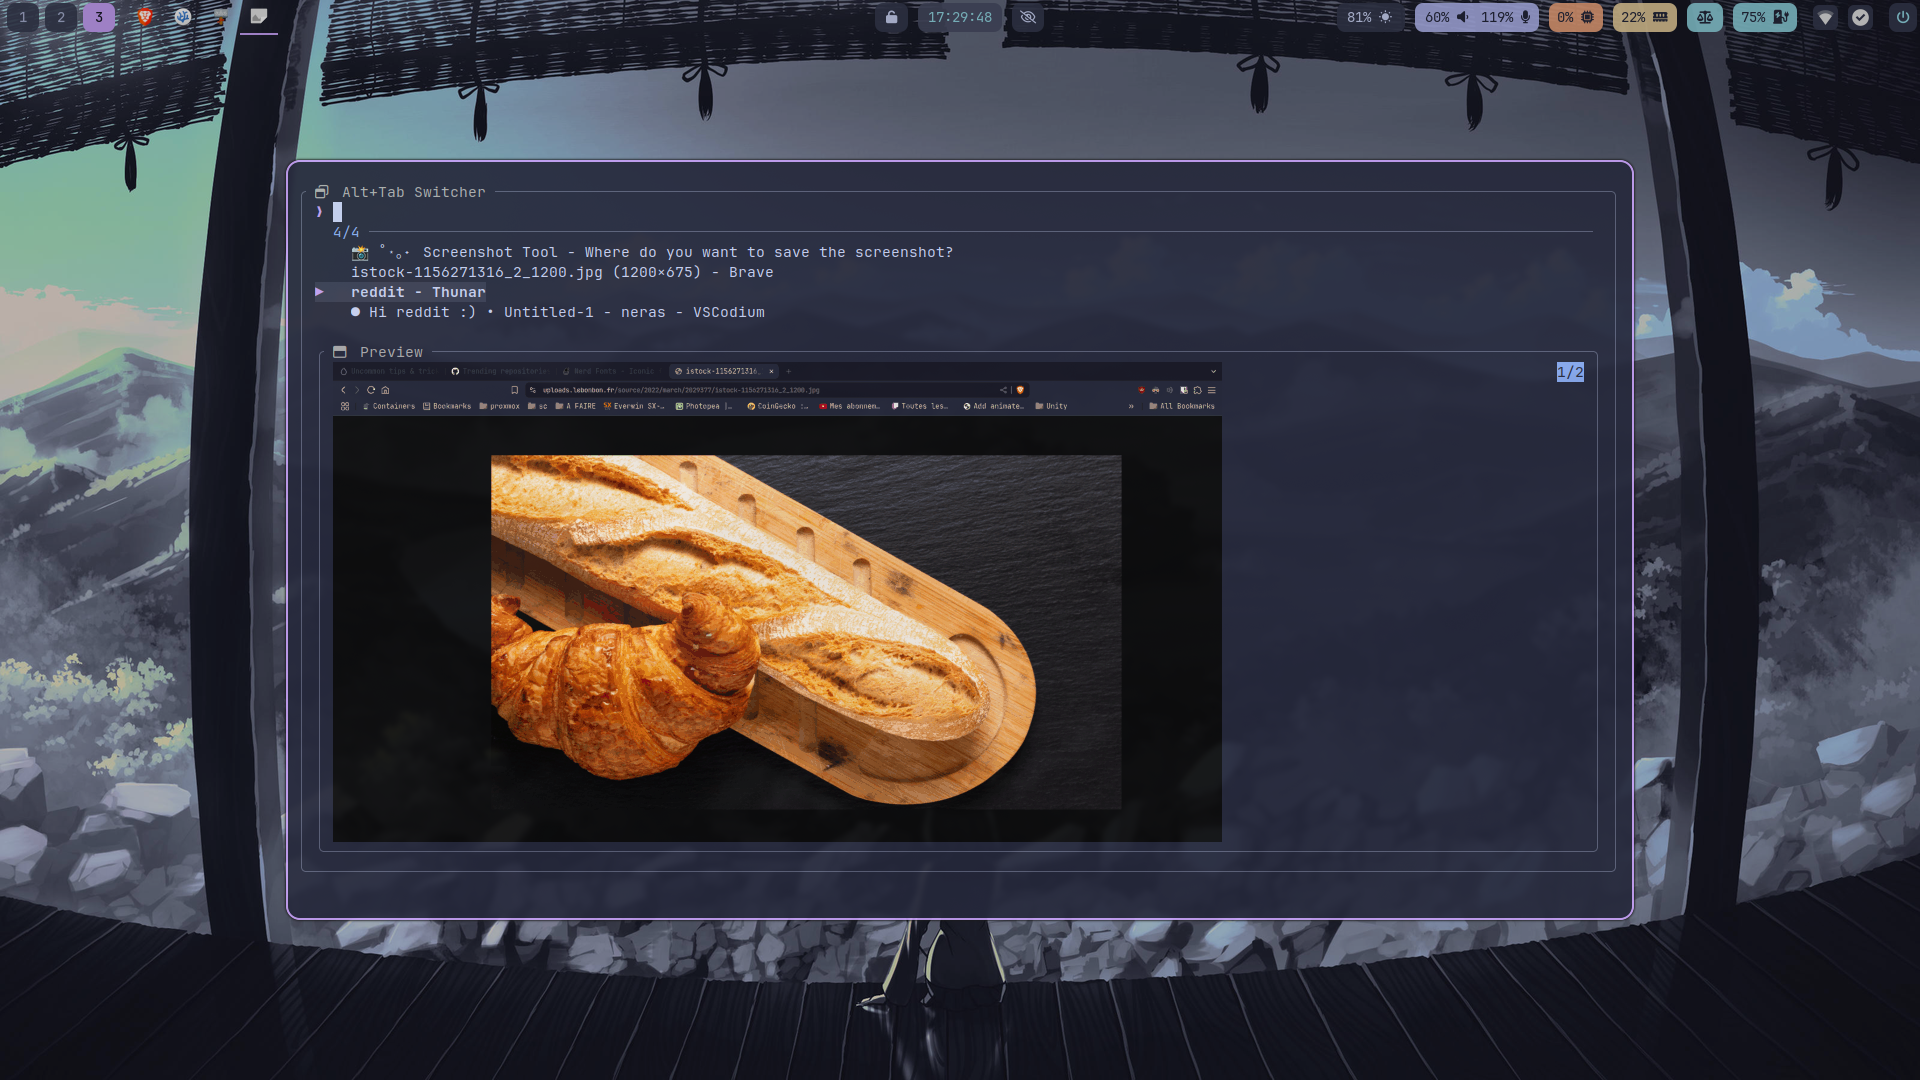 1 2 3
17:29:48
81% 60% 119% 0% 22% 75%
Alt+Tab Switcher
4/4
Screenshot Tool - Where do you want to save the screenshot?
istock-1156271316_2_1200.jpg (1200×675) - Brave
reddit - Thunar
● Hi reddit :) • Untitled-1 - neras - VSCodium
Preview
1/2
Uncommon tips & tric Trending repositorie Nerd Fonts - Iconic istock-1156271316_
uploads.lebonbon.fr/source/2022/march/2029377/istock-1156271316_2_1200.jpg
Containers Bookmarks proxmox sc A FAIRE Everwin SX-… Photopea |… CoinGecko :… Mes abonnem… Toutes les… Add animate… Unity » All Bookmarks